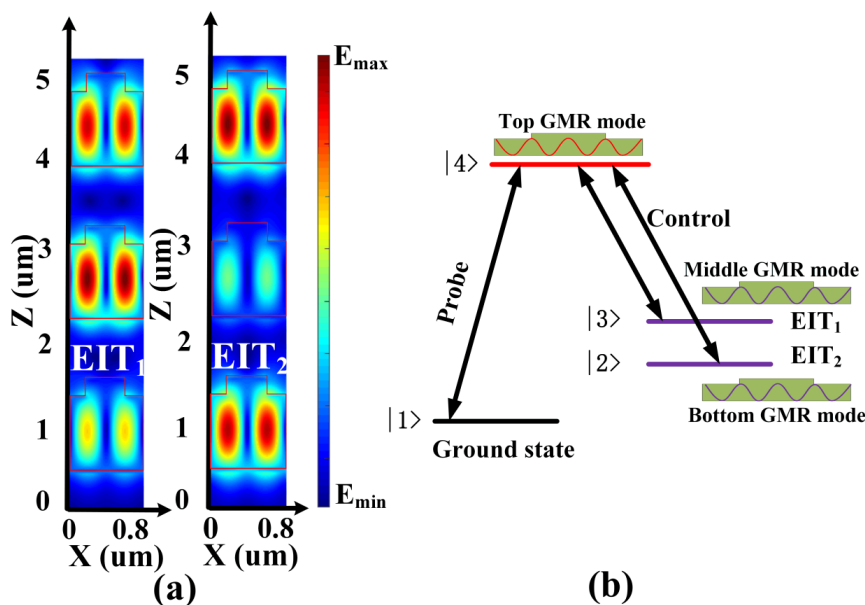 5
4
3
2
1
0
Z (um)
EIT₁
0 0.8
X (um)
5
4
3
2
1
0
Z (um)
EIT₂
0 0.8
X (um)
Eₘₐₓ
Eₘᵢₙ
(a)
Top GMR mode
|4>
Control
Probe
Middle GMR mode
|3>
EIT₁
|2>
EIT₂
Bottom GMR mode
|1>
Ground state
(b)